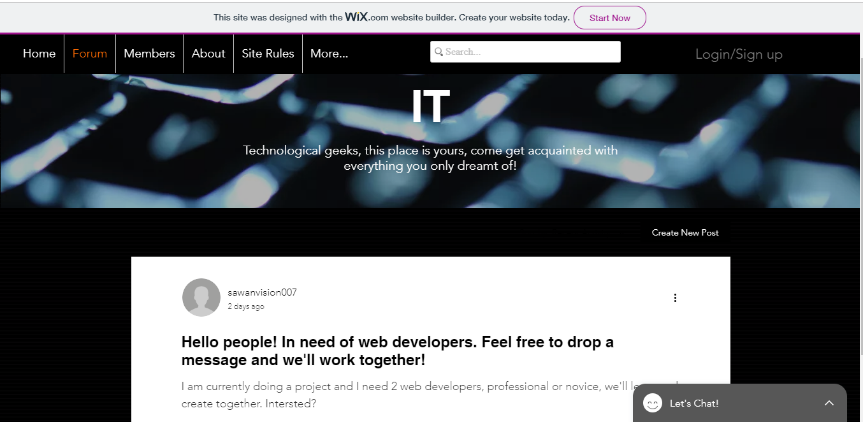 This site was designed with the WiX.com website builder. Create your website today. Start Now
Home Forum Members About Site Rules More... Search... Login/Sign up
IT
Technological geeks, this place is yours, come get acquainted with
everything you only dreamt of!
Create New Post
sawanvision007
2 days ago
Hello people! In need of web developers. Feel free to drop a
message and we'll work together!
I am currently doing a project and I need 2 web developers, professional or novice, we'll
create together. Intersted?
Let's Chat!